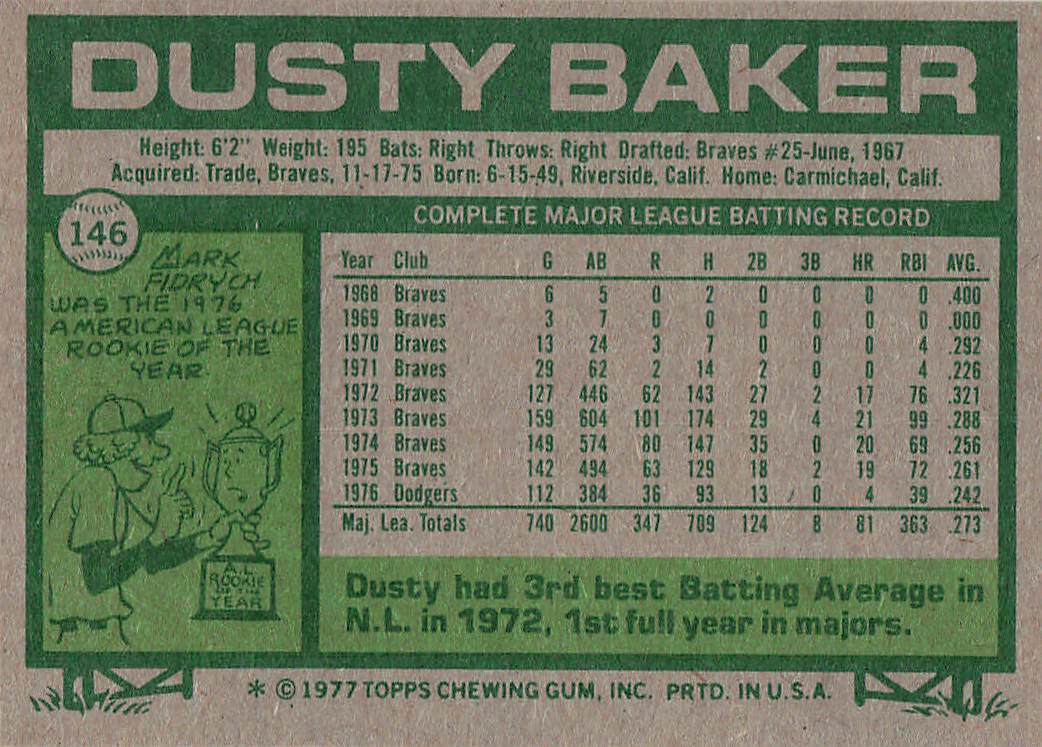 DUSTY BAKER
Height: 6'2" Weight: 195 Bats: Right Throws: Right Drafted: Braves #25-June, 1967
Acquired: Trade, Braves, 11-17-75 Born: 6-15-49, Riverside, Calif. Home: Carmichael, Calif.
146
MARK
FIDRYCH
WAS THE 1976
AMERICAN LEAGUE
ROOKIE OF THE
YEAR
A.L.
ROOKIE
OF THE
YEAR
COMPLETE MAJOR LEAGUE BATTING RECORD
Year Club G AB R H 2B 3B HR RBI AVG.
1968 Braves 6 5 0 2 0 0 0 0 .400
1969 Braves 3 7 0 0 0 0 0 0 .000
1970 Braves 13 24 3 7 0 0 0 4 .292
1971 Braves 29 62 2 14 2 0 0 4 .226
1972 Braves 127 446 62 143 27 2 17 76 .321
1973 Braves 159 604 101 174 29 4 21 99 .288
1974 Braves 149 574 80 147 35 0 20 69 .256
1975 Braves 142 494 63 129 18 2 19 72 .261
1976 Dodgers 112 384 36 93 13 0 4 39 .242
Maj. Lea. Totals 740 2600 347 709 124 8 81 363 .273
Dusty had 3rd best Batting Average in
N.L. in 1972, 1st full year in majors.
* © 1977 TOPPS CHEWING GUM, INC. PRTD. IN U.S.A.